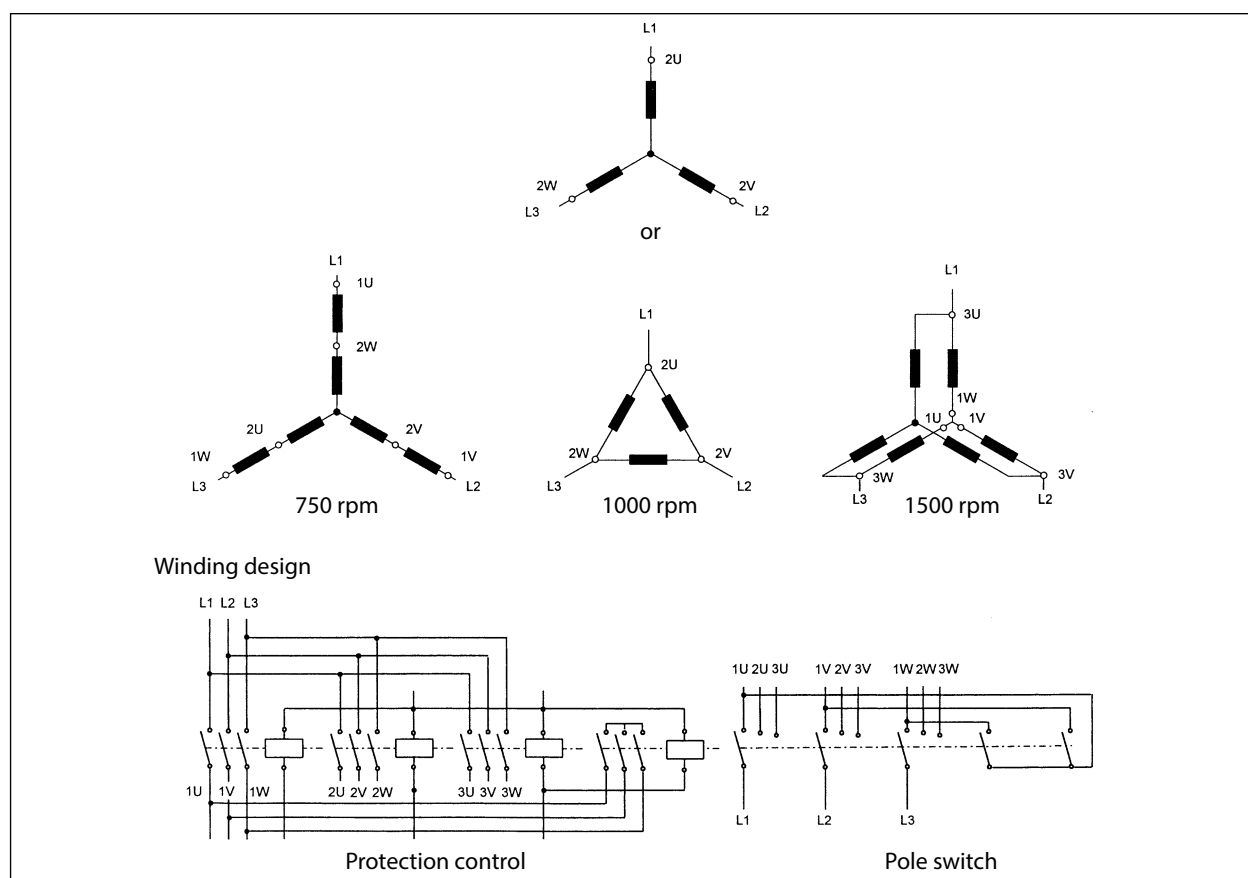 L1
2U
2W
2V
L3
L2
or
L1
1U
2W
2U
2V
1W
1V
L3
L2
750 rpm
L1
2U
2W
2V
L3
L2
1000 rpm
L1
3U
1W
1U
1V
3W
3V
L3
L2
1500 rpm
Winding design
L1 L2 L3
1U 1V 1W
2U 2V 2W
3U 3V 3W
Protection control
1U 2U 3U
1V 2V 3V
1W 2W 3W
L1
L2
L3
Pole switch